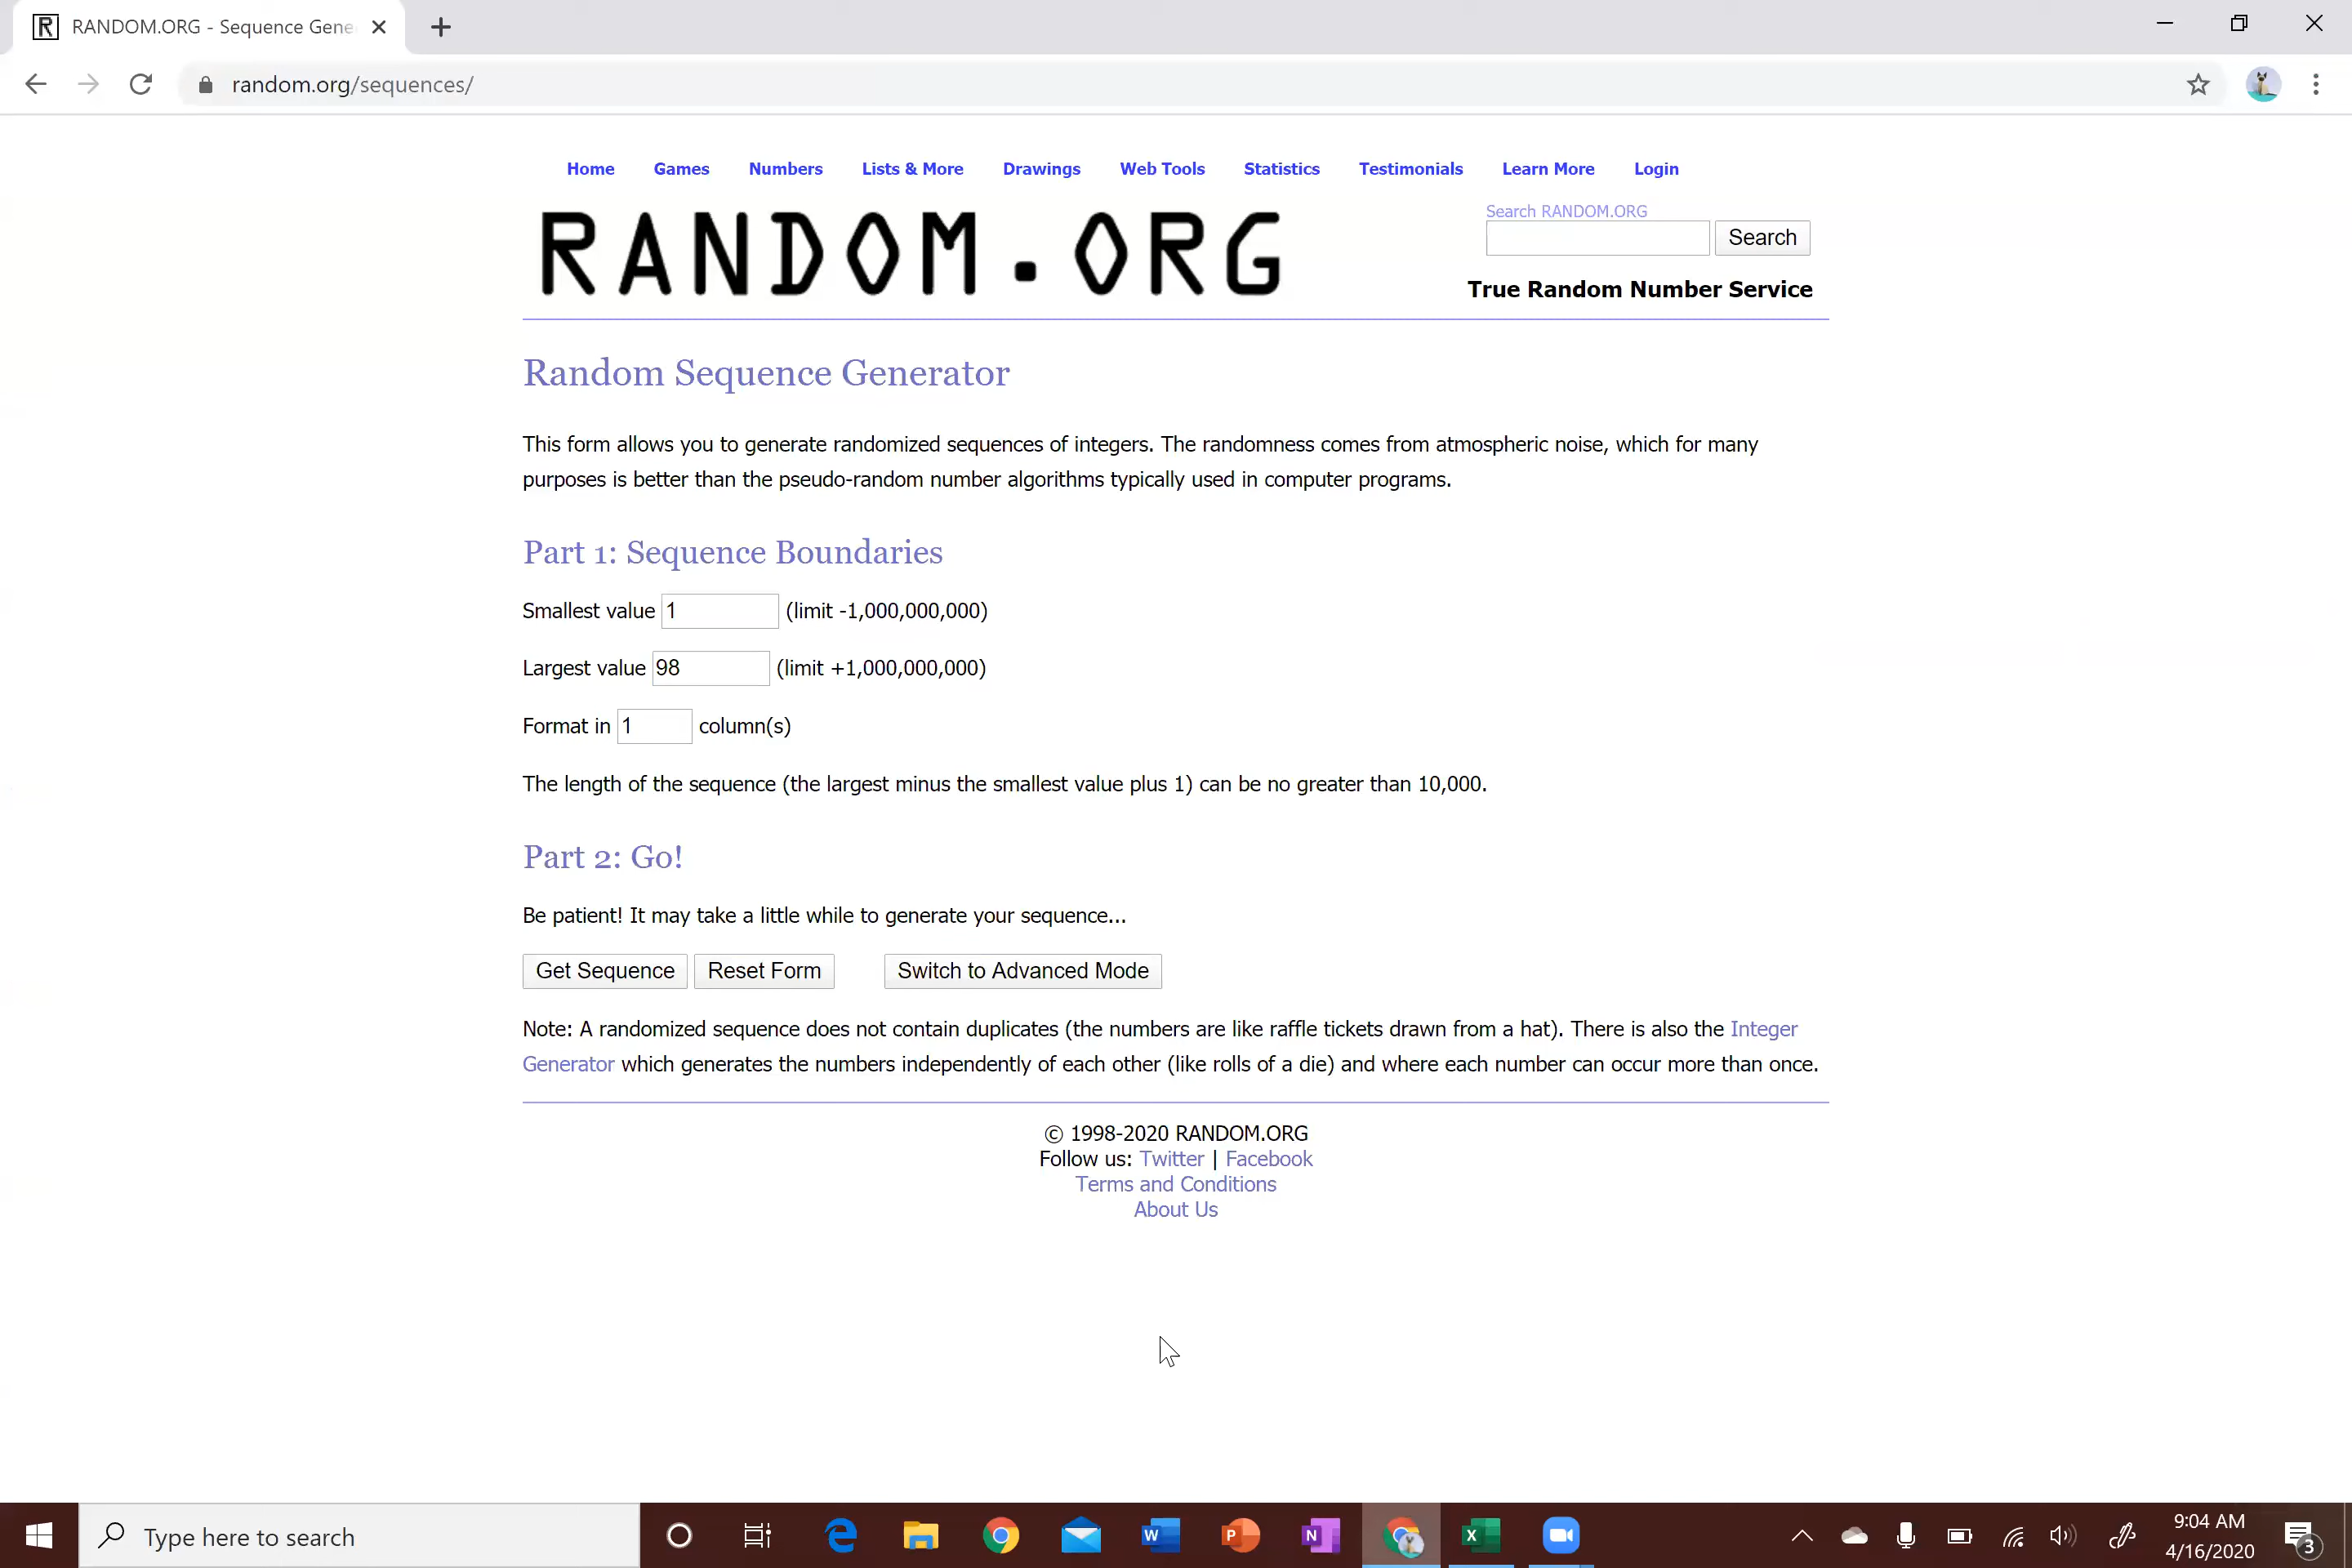 RANDOM.ORG - Sequence Gene
random.org/sequences/
Home Games Numbers Lists & More Drawings Web Tools Statistics Testimonials Learn More Login
RANDOM.ORG
Search RANDOM.ORG
Search
True Random Number Service
Random Sequence Generator
This form allows you to generate randomized sequences of integers. The randomness comes from atmospheric noise, which for many
purposes is better than the pseudo-random number algorithms typically used in computer programs.
Part 1: Sequence Boundaries
Smallest value 1 (limit -1,000,000,000)
Largest value 98 (limit +1,000,000,000)
Format in 1 column(s)
The length of the sequence (the largest minus the smallest value plus 1) can be no greater than 10,000.
Part 2: Go!
Be patient! It may take a little while to generate your sequence...
Get Sequence Reset Form Switch to Advanced Mode
Note: A randomized sequence does not contain duplicates (the numbers are like raffle tickets drawn from a hat). There is also the Integer
Generator which generates the numbers independently of each other (like rolls of a die) and where each number can occur more than once.
© 1998-2020 RANDOM.ORG
Follow us: Twitter | Facebook
Terms and Conditions
About Us
Type here to search
9:04 AM
4/16/2020
3